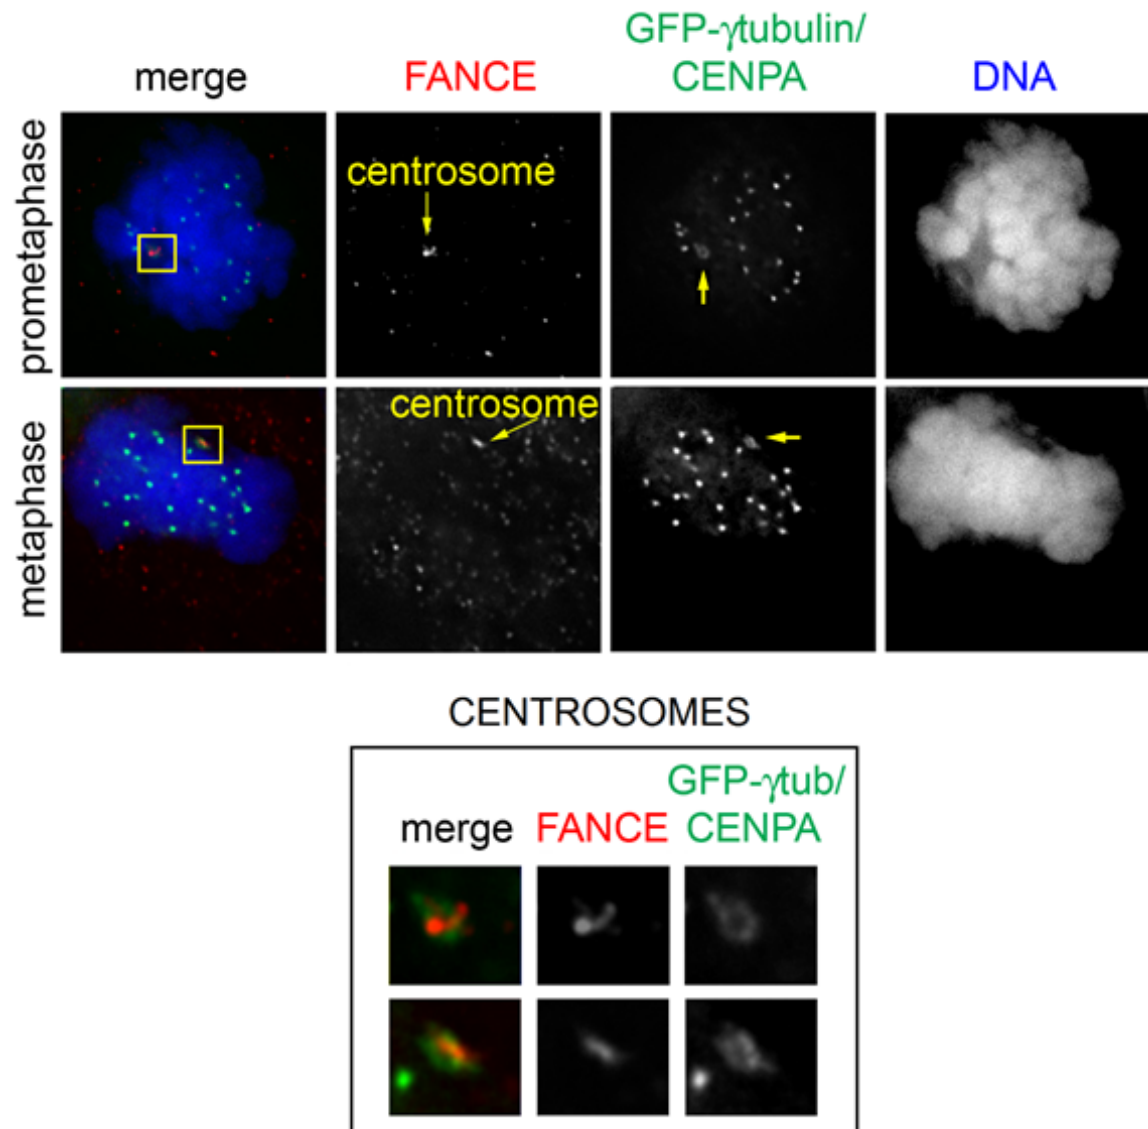 GFP-γtubulin/
merge FANCE CENPA DNA
prometaphase
centrosome
metaphase
centrosome
CENTROSOMES
GFP-γtub/
merge FANCE CENPA